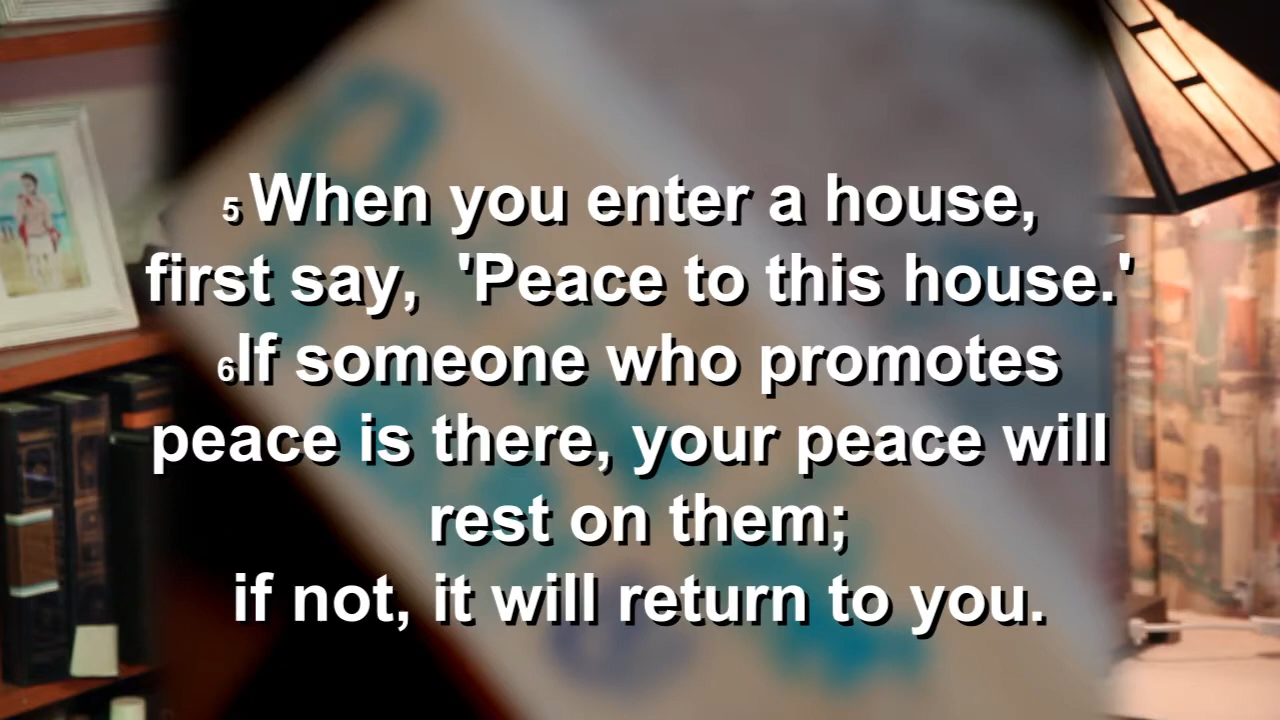 5 When you enter a house,
first say, 'Peace to this house.'
6If someone who promotes
peace is there, your peace will
rest on them;
if not, it will return to you.